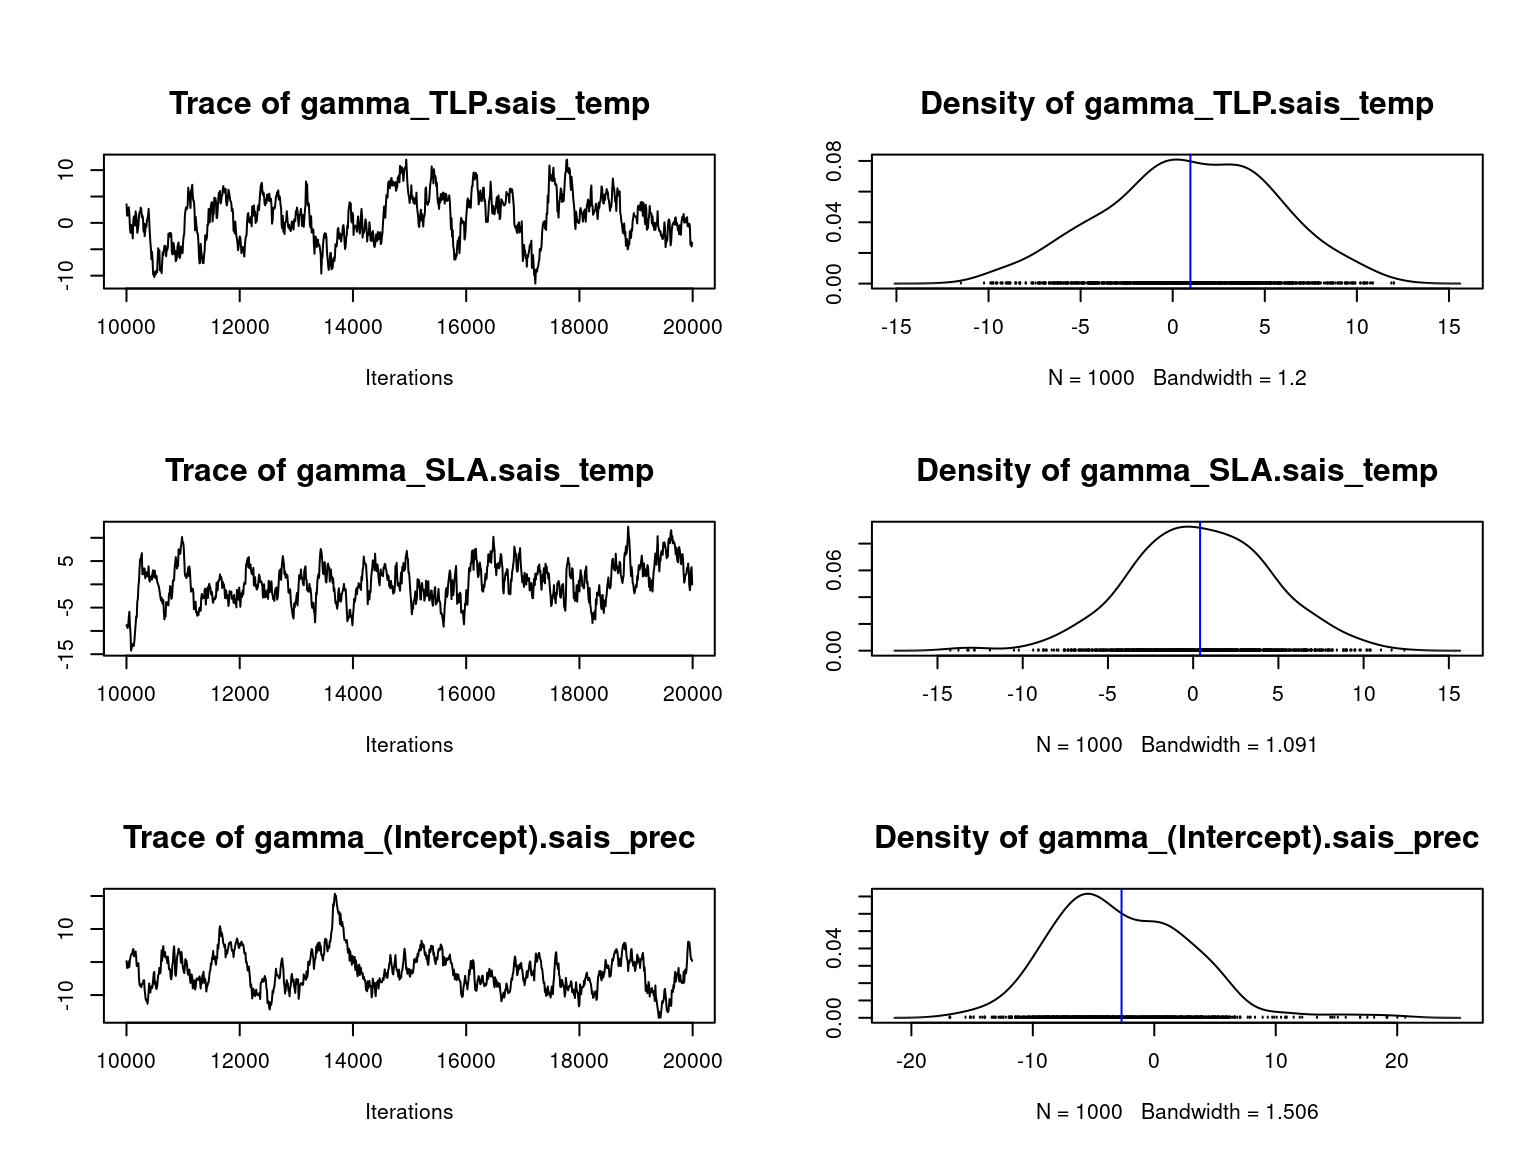 Trace of gamma_TLP.sais_temp
10
0
-10
10000 12000 14000 16000 18000 20000
Iterations
Density of gamma_TLP.sais_temp
0.08
0.04
0.00
-15 -10 -5 0 5 10 15
N = 1000 Bandwidth = 1.2
Trace of gamma_SLA.sais_temp
5
-5
-15
10000 12000 14000 16000 18000 20000
Iterations
Density of gamma_SLA.sais_temp
0.06
0.00
-15 -10 -5 0 5 10 15
N = 1000 Bandwidth = 1.091
Trace of gamma_(Intercept).sais_prec
10
-10
10000 12000 14000 16000 18000 20000
Iterations
Density of gamma_(Intercept).sais_prec
0.04
0.00
-20 -10 0 10 20
N = 1000 Bandwidth = 1.506